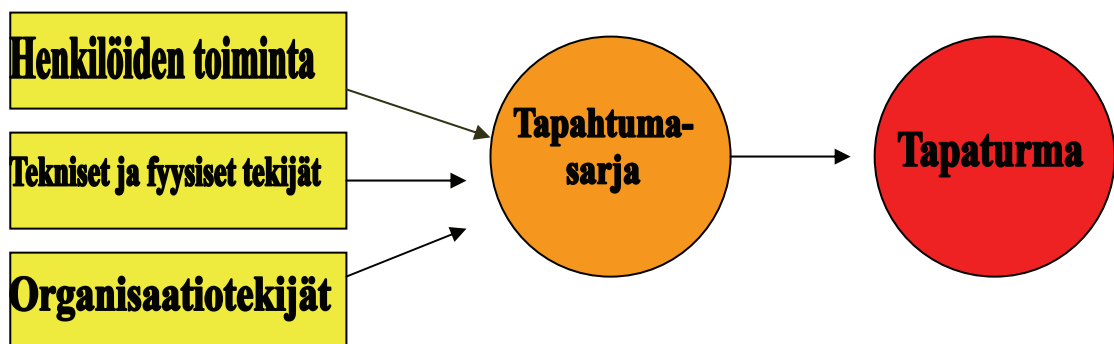 Henkilöiden toiminta
Tekniset ja fyysiset tekijät
Organisaatiotekijät
Tapahtuma-
sarja
Tapaturma